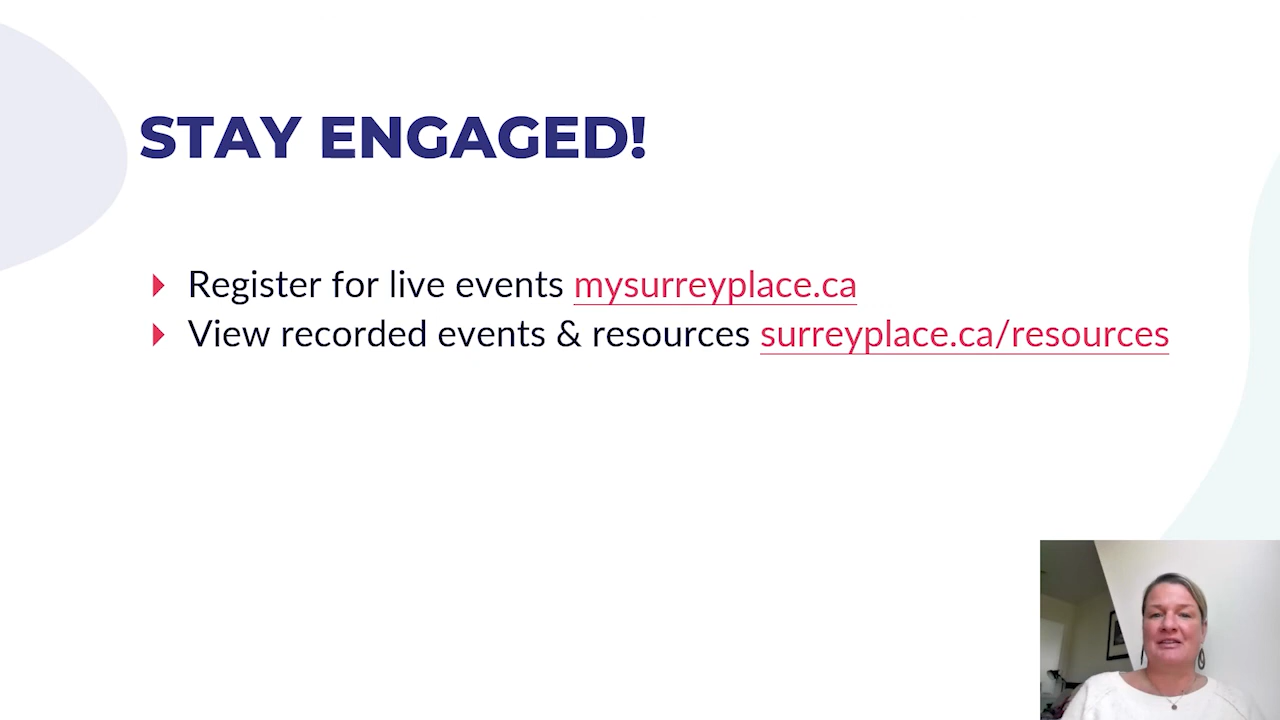 STAY ENGAGED!
Register for live events mysurreyplace.ca
View recorded events & resources surreyplace.ca/resources